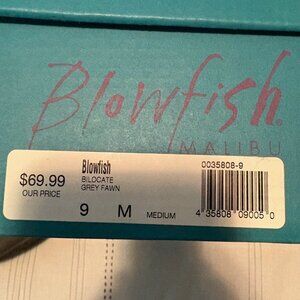 Blowfish
MALIBU
Blowfish
BILOCATE
GREY FAWN
$69.99
OUR PRICE
9 M MEDIUM
0035808-9
4 35808 09005 0